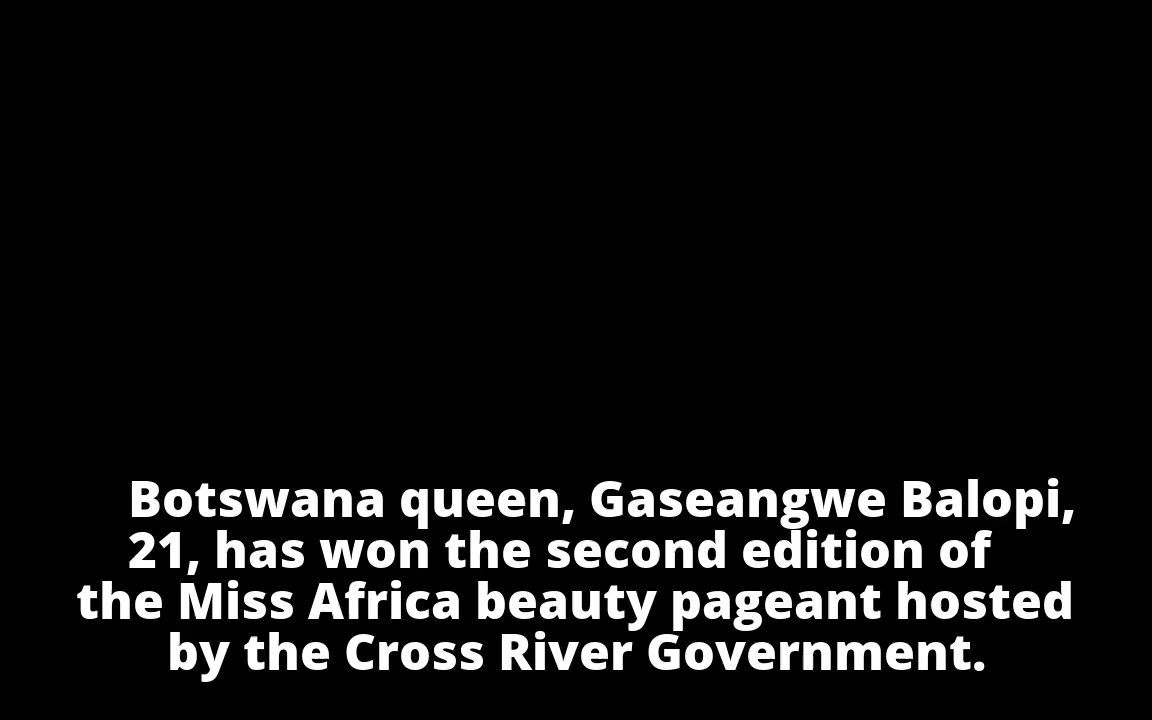 Botswana queen, Gaseangwe Balopi,
21, has won the second edition of
the Miss Africa beauty pageant hosted
by the Cross River Government.